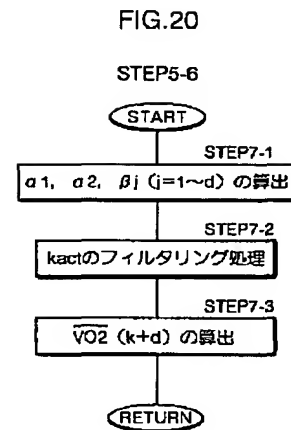 FIG.20
STEP5-6
START
STEP7-1
α1, α2, βj (j=1~d) の算出
STEP7-2
kactのフィルタリング処理
STEP7-3
V̅O̅2̅ (k+d) の算出
RETURN